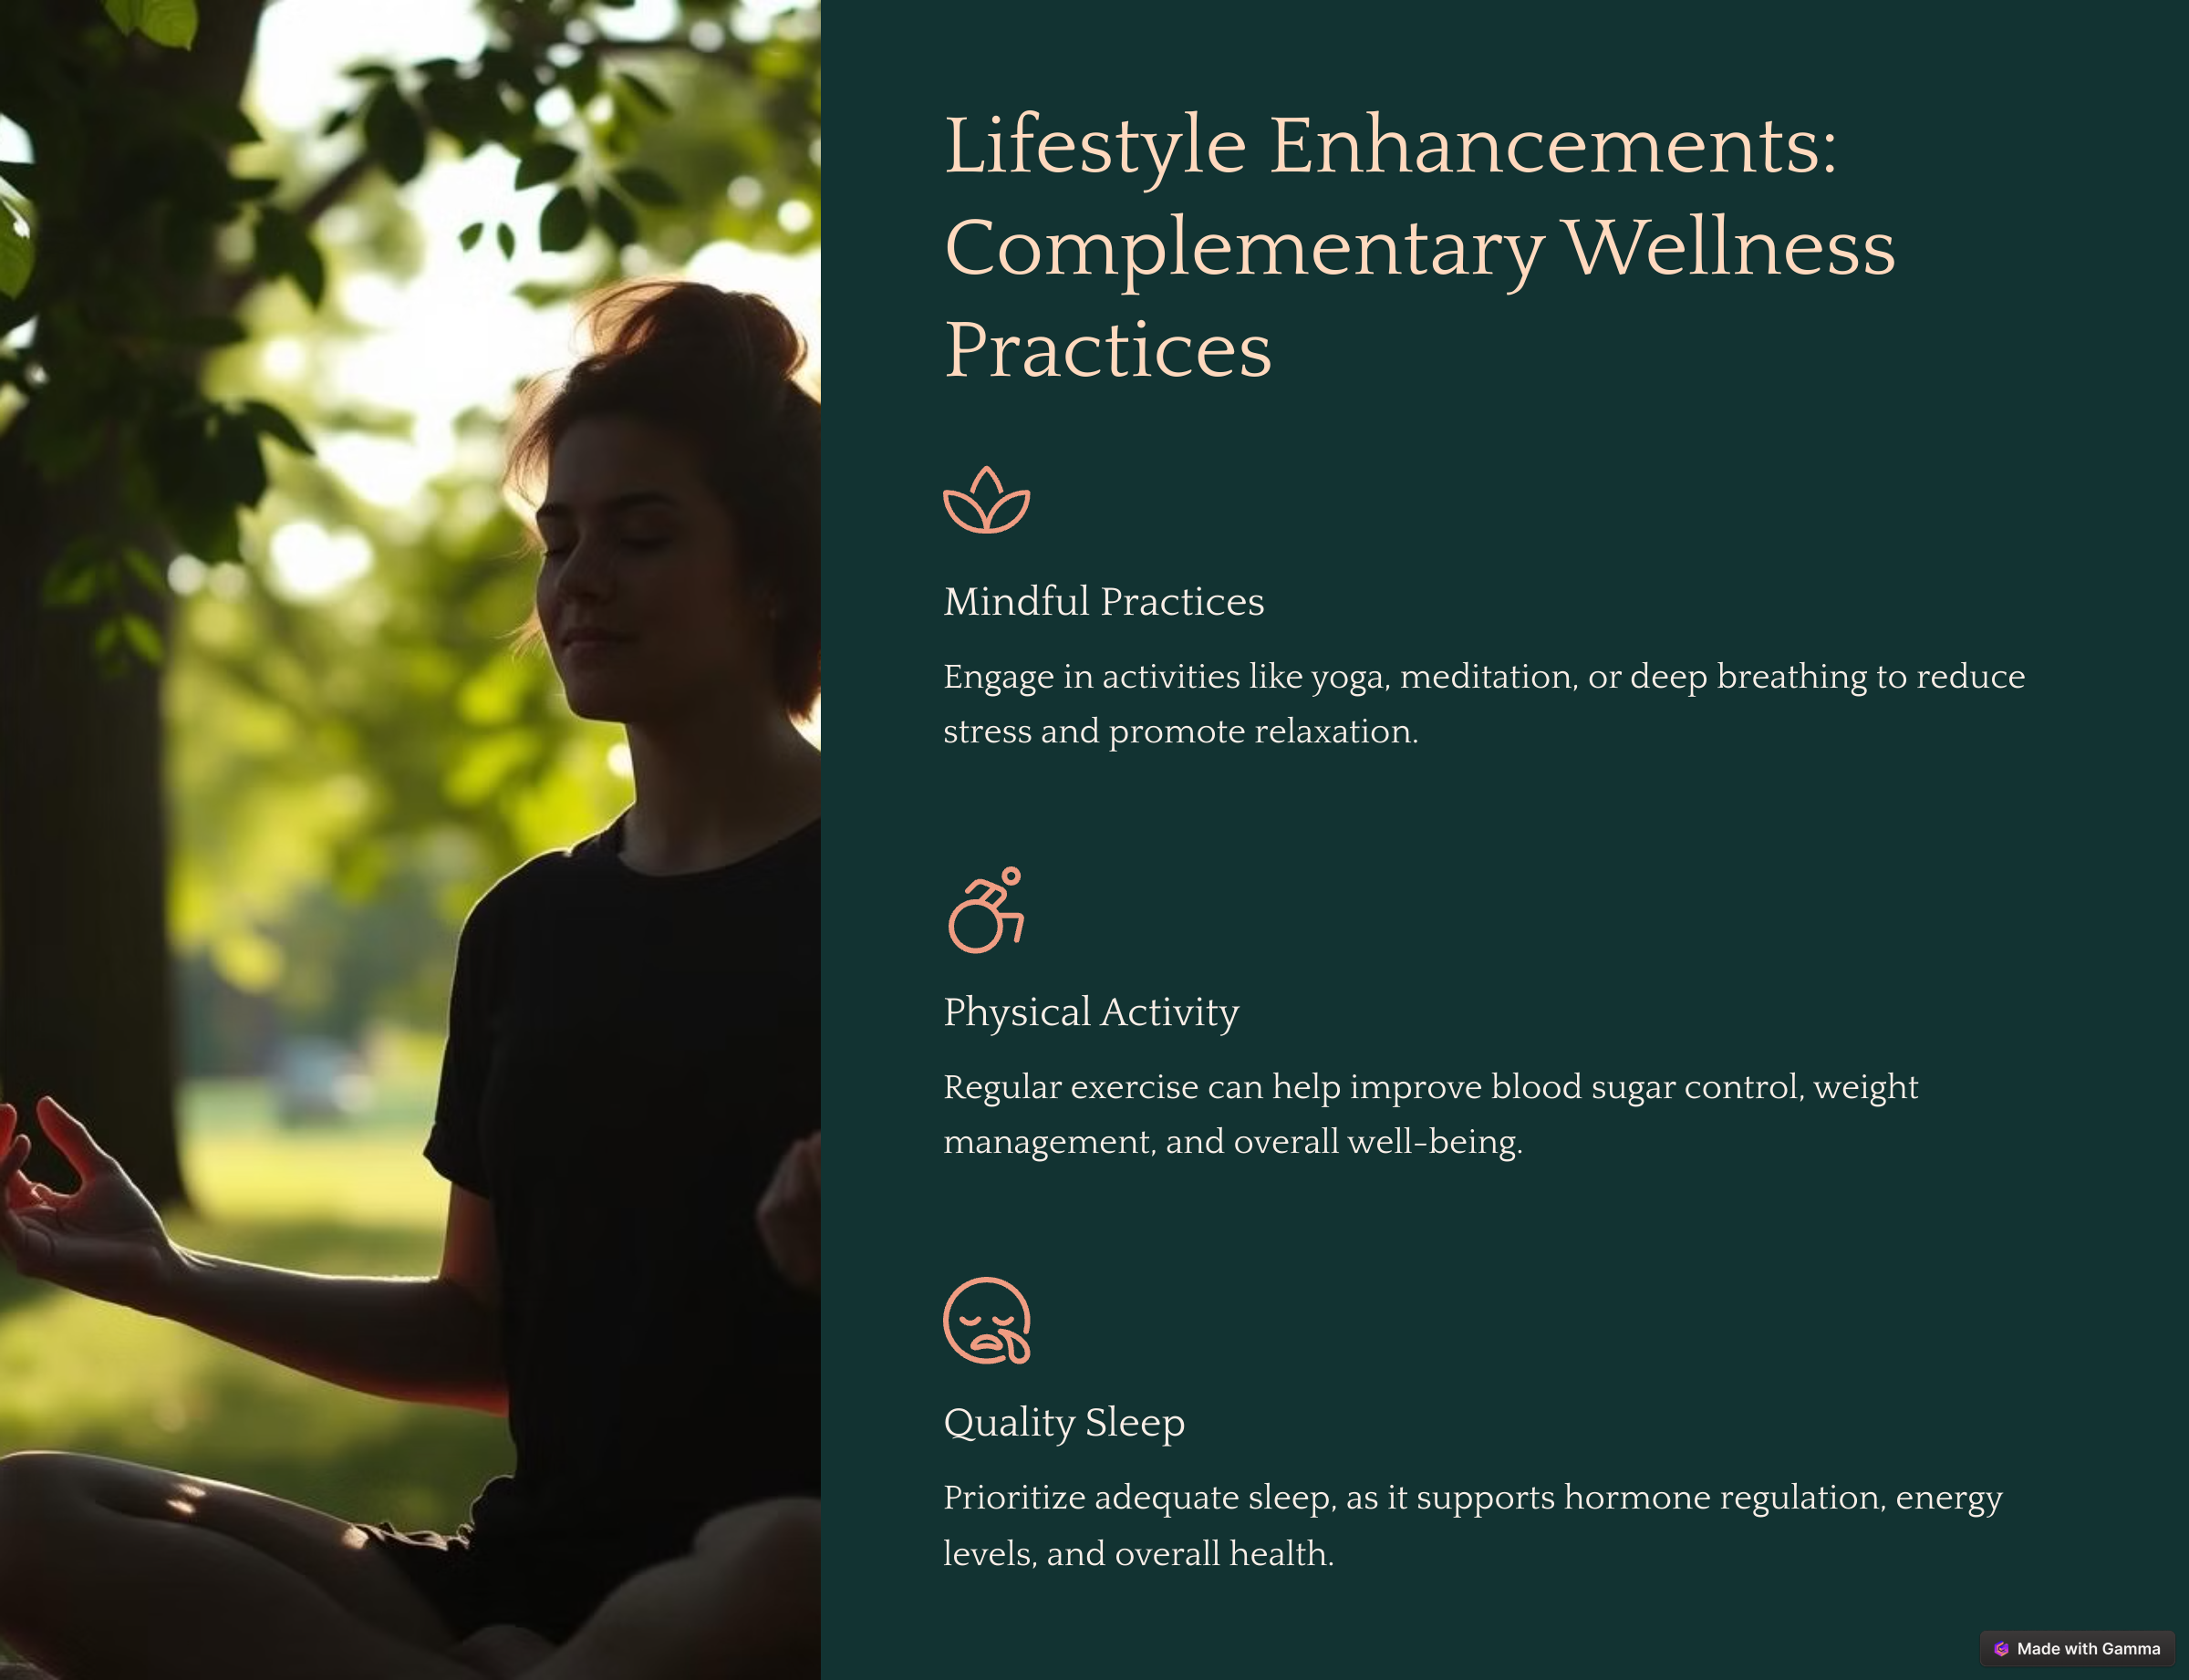 Lifestyle Enhancements:
Complementary Wellness
Practices
Mindful Practices
Engage in activities like yoga, meditation, or deep breathing to reduce
stress and promote relaxation.
Physical Activity
Regular exercise can help improve blood sugar control, weight
management, and overall well-being.
Quality Sleep
Prioritize adequate sleep, as it supports hormone regulation, energy
levels, and overall health.
Made with Gamma